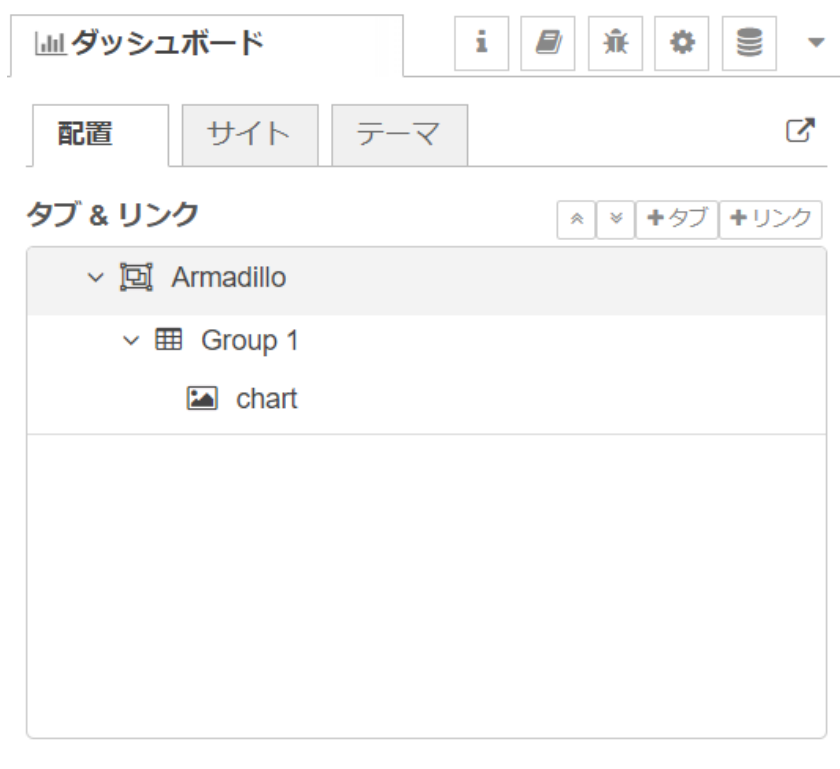 ダッシュボード
配置 サイト テーマ
タブ & リンク +タブ +リンク
Armadillo
Group 1
chart